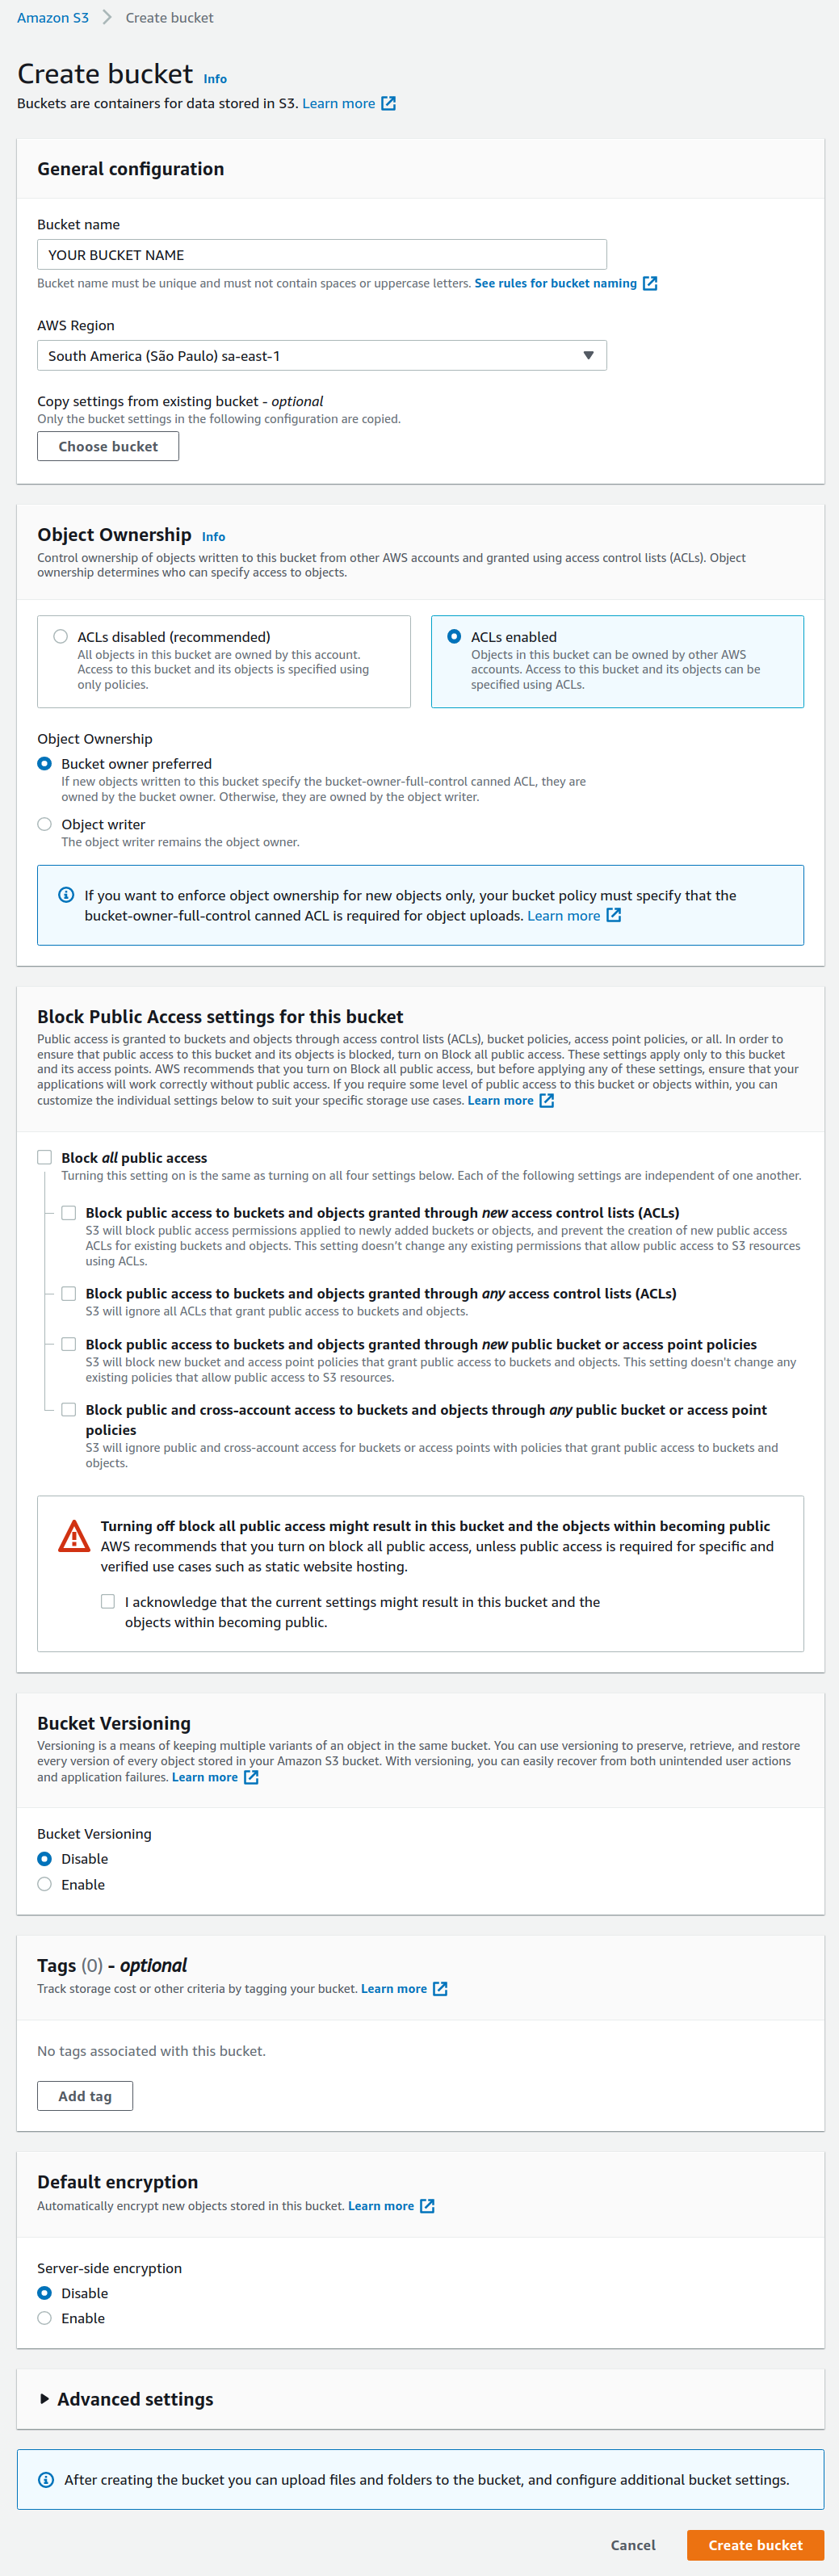 Amazon S3 > Create bucket
Create bucket Info
Buckets are containers for data stored in S3. Learn more
General configuration
Bucket name
YOUR BUCKET NAME
Bucket name must be unique and must not contain spaces or uppercase letters. See rules for bucket naming
AWS Region
South America (São Paulo) sa-east-1
Copy settings from existing bucket - optional
Only the bucket settings in the following configuration are copied.
Choose bucket
Object Ownership Info
Control ownership of objects written to this bucket from other AWS accounts and granted using access control lists (ACLs). Object
ownership determines who can specify access to objects.
ACLs disabled (recommended)
All objects in this bucket are owned by this account.
Access to this bucket and its objects is specified using
only policies.
ACLs enabled
Objects in this bucket can be owned by other AWS
accounts. Access to this bucket and its objects can be
specified using ACLs.
Object Ownership
Bucket owner preferred
If new objects written to this bucket specify the bucket-owner-full-control canned ACL, they are
owned by the bucket owner. Otherwise, they are owned by the object writer.
Object writer
The object writer remains the object owner.
If you want to enforce object ownership for new objects only, your bucket policy must specify that the
bucket-owner-full-control canned ACL is required for object uploads. Learn more
Block Public Access settings for this bucket
Public access is granted to buckets and objects through access control lists (ACLs), bucket policies, access point policies, or all. In order to
ensure that public access to this bucket and its objects is blocked, turn on Block all public access. These settings apply only to this bucket
and its access points. AWS recommends that you turn on Block all public access, but before applying any of these settings, ensure that your
applications will work correctly without public access. If you require some level of public access to this bucket or objects within, you can
customize the individual settings below to suit your specific storage use cases. Learn more
Block all public access
Turning this setting on is the same as turning on all four settings below. Each of the following settings are independent of one another.
Block public access to buckets and objects granted through new access control lists (ACLs)
S3 will block public access permissions applied to newly added buckets or objects, and prevent the creation of new public access
ACLs for existing buckets and objects. This setting doesn't change any existing permissions that allow public access to S3 resources
using ACLs.
Block public access to buckets and objects granted through any access control lists (ACLs)
S3 will ignore all ACLs that grant public access to buckets and objects.
Block public access to buckets and objects granted through new public bucket or access point policies
S3 will block new bucket and access point policies that grant public access to buckets and objects. This setting doesn't change any
existing policies that allow public access to S3 resources.
Block public and cross-account access to buckets and objects through any public bucket or access point
policies
S3 will ignore public and cross-account access for buckets or access points with policies that grant public access to buckets and
objects.
Turning off block all public access might result in this bucket and the objects within becoming public
AWS recommends that you turn on block all public access, unless public access is required for specific and
verified use cases such as static website hosting.
I acknowledge that the current settings might result in this bucket and the
objects within becoming public.
Bucket Versioning
Versioning is a means of keeping multiple variants of an object in the same bucket. You can use versioning to preserve, retrieve, and restore
every version of every object stored in your Amazon S3 bucket. With versioning, you can easily recover from both unintended user actions
and application failures. Learn more
Bucket Versioning
Disable
Enable
Tags (0) - optional
Track storage cost or other criteria by tagging your bucket. Learn more
No tags associated with this bucket.
Add tag
Default encryption
Automatically encrypt new objects stored in this bucket. Learn more
Server-side encryption
Disable
Enable
Advanced settings
After creating the bucket you can upload files and folders to the bucket, and configure additional bucket settings.
Cancel Create bucket